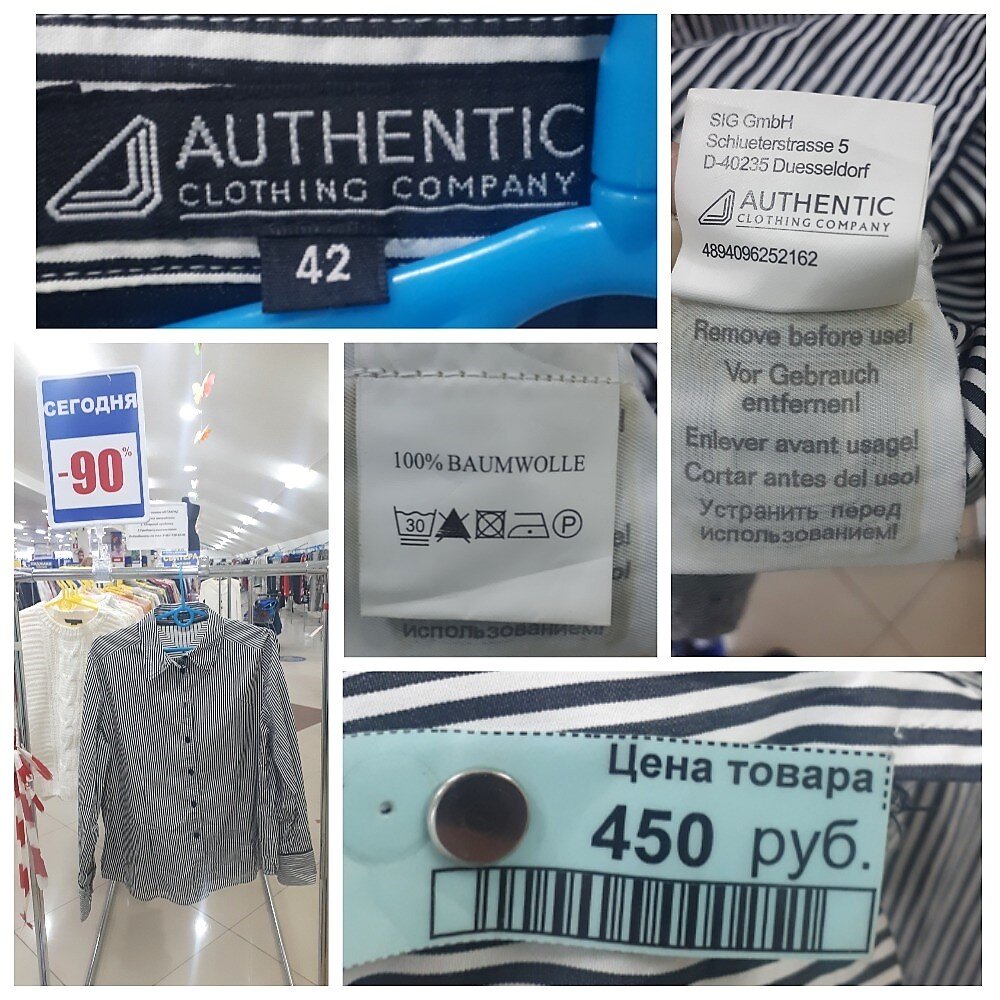 AUTHENTIC
CLOTHING COMPANY
42
SIG GmbH
Schlueterstrasse 5
D-40235 Duesseldorf
AUTHENTIC
CLOTHING COMPANY
4894096252162
Remove before use!
Vor Gebrauch
entfernen!
Enlever avant usage!
Cortar antes del uso!
Устранить перед
использованием!
СЕГОДНЯ
-90%
100% BAUMWOLLE
30
P
использованием!
Цена товара
450 руб.